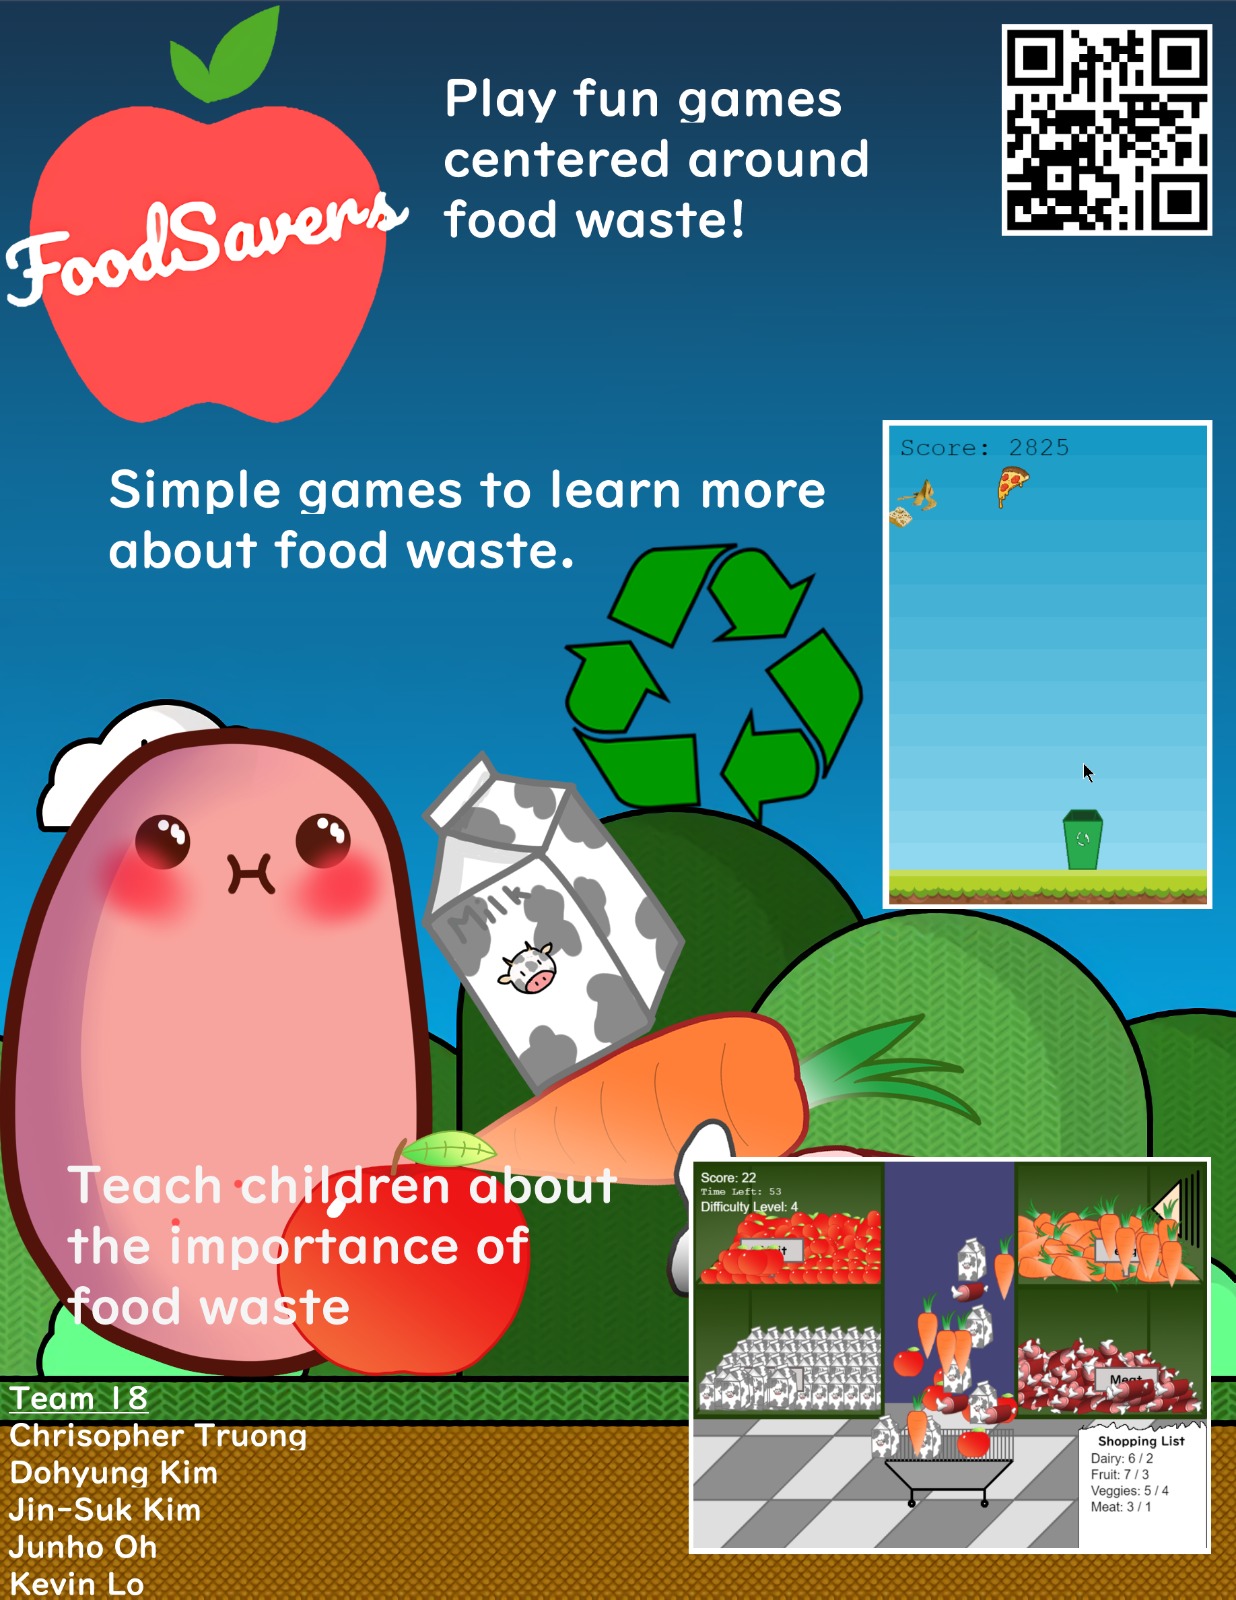 FoodSavers
Play fun games
centered around
food waste!
Simple games to learn more
about food waste.
Score: 2825
Milk
Teach children about
the importance of
food waste
Score: 22
Time Left: 53
Difficulty Level: 4
Meat
Shopping List
Dairy: 6 / 2
Fruit: 7 / 3
Veggies: 5 / 4
Meat: 3 / 1
Team 18
Chrisopher Truong
Dohyung Kim
Jin-Suk Kim
Junho Oh
Kevin Lo